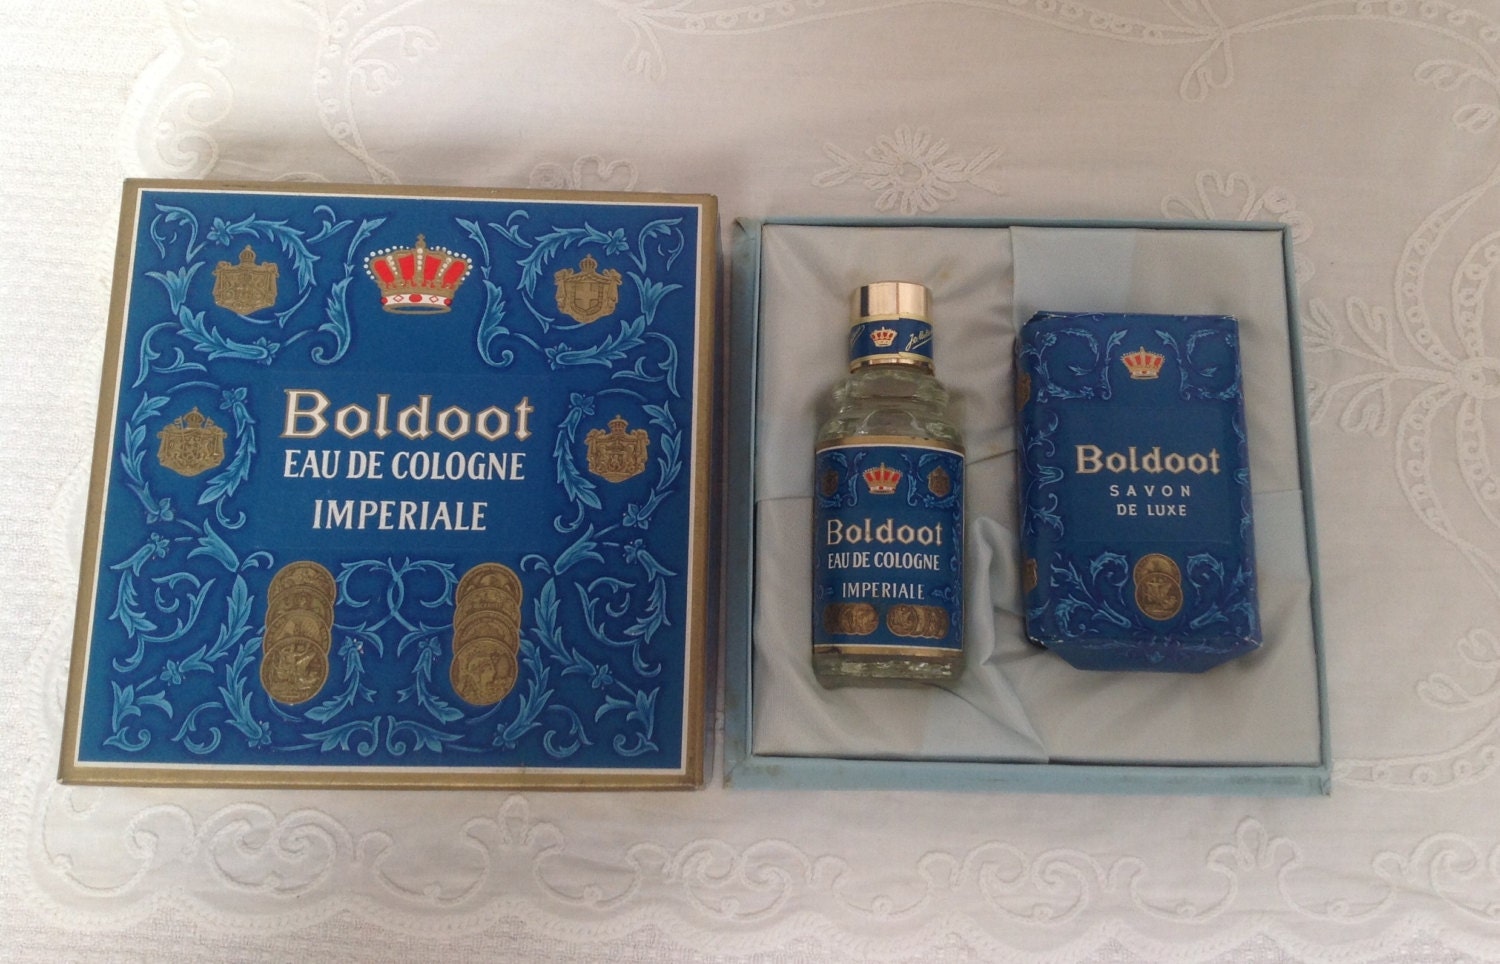 Boldoot
EAU DE COLOGNE
IMPERIALE
Boldoot
EAU DE COLOGNE
IMPERIALE
Boldoot
SAVON
DE LUXE